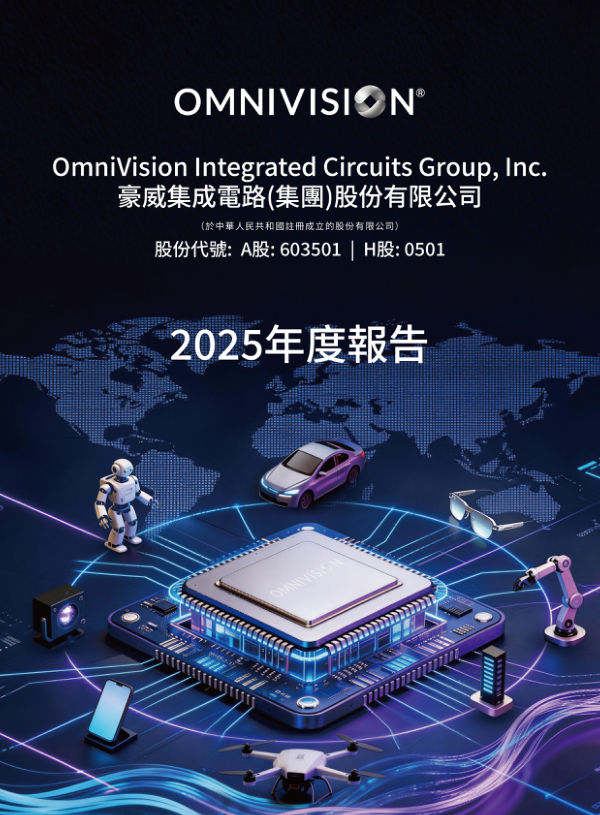 OMNIVISION®
OmniVision Integrated Circuits Group, Inc.
豪威集成電路(集團)股份有限公司
(於中華人民共和國註冊成立的股份有限公司)
股份代號: A股: 603501 | H股: 0501
2025年度報告
OMNIVISION